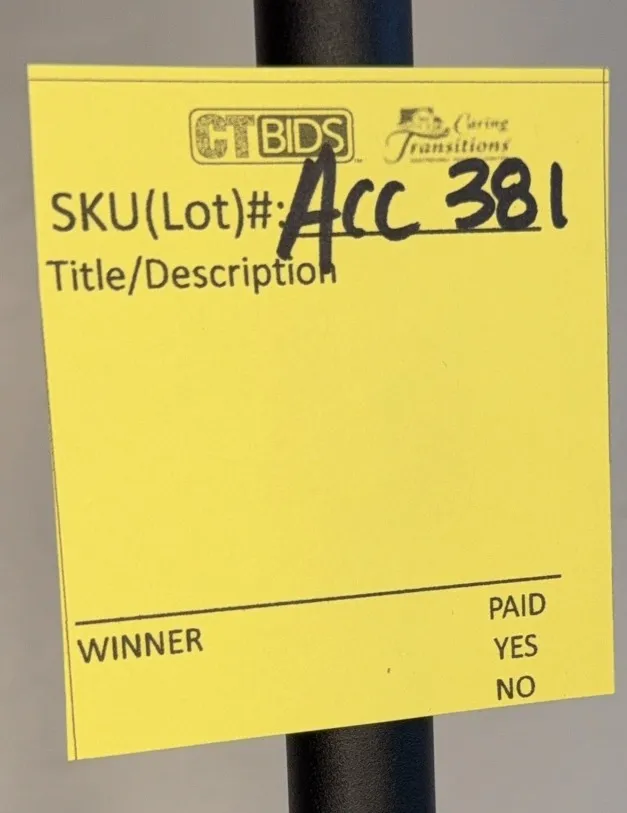 CTBIDS Caring Transitions
SKU(Lot)#: ACC 381
Title/Description
WINNER
PAID
YES
NO